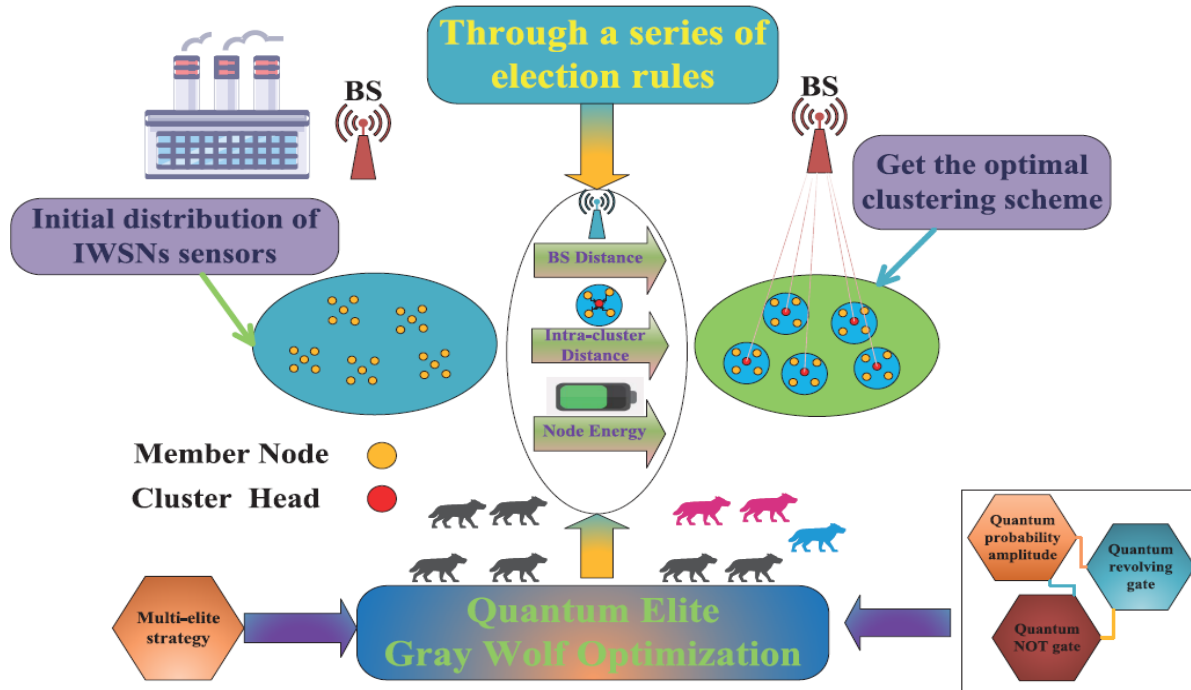 Through a series of
election rules
BS
BS
Initial distribution of
IWSNs sensors
Get the optimal
clustering scheme
BS Distance
Intra-cluster
Distance
Node Energy
Member Node
Cluster Head
Multi-elite
strategy
Quantum Elite
Gray Wolf Optimization
Quantum
probability
amplitude
Quantum
revolving
gate
Quantum
NOT gate